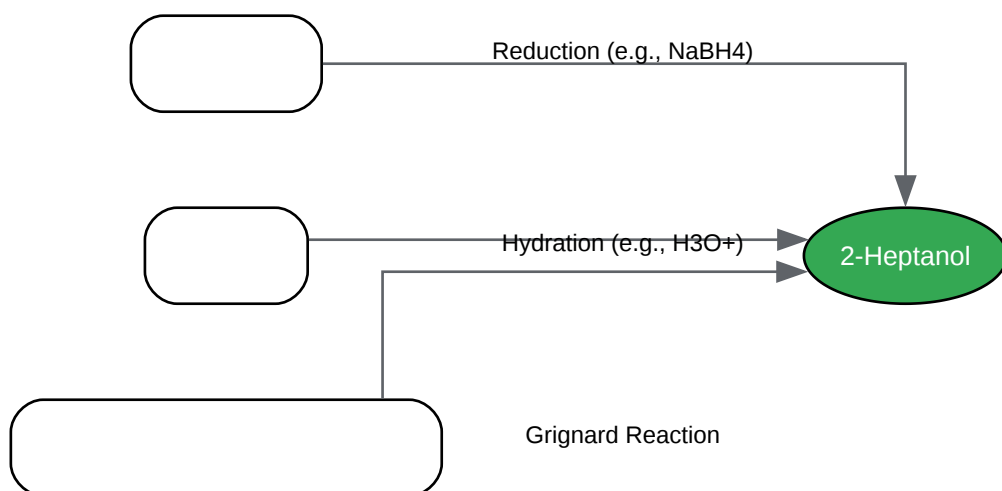 Reduction (e.g., NaBH4)
Hydration (e.g., H3O+)
2-Heptanol
Grignard Reaction